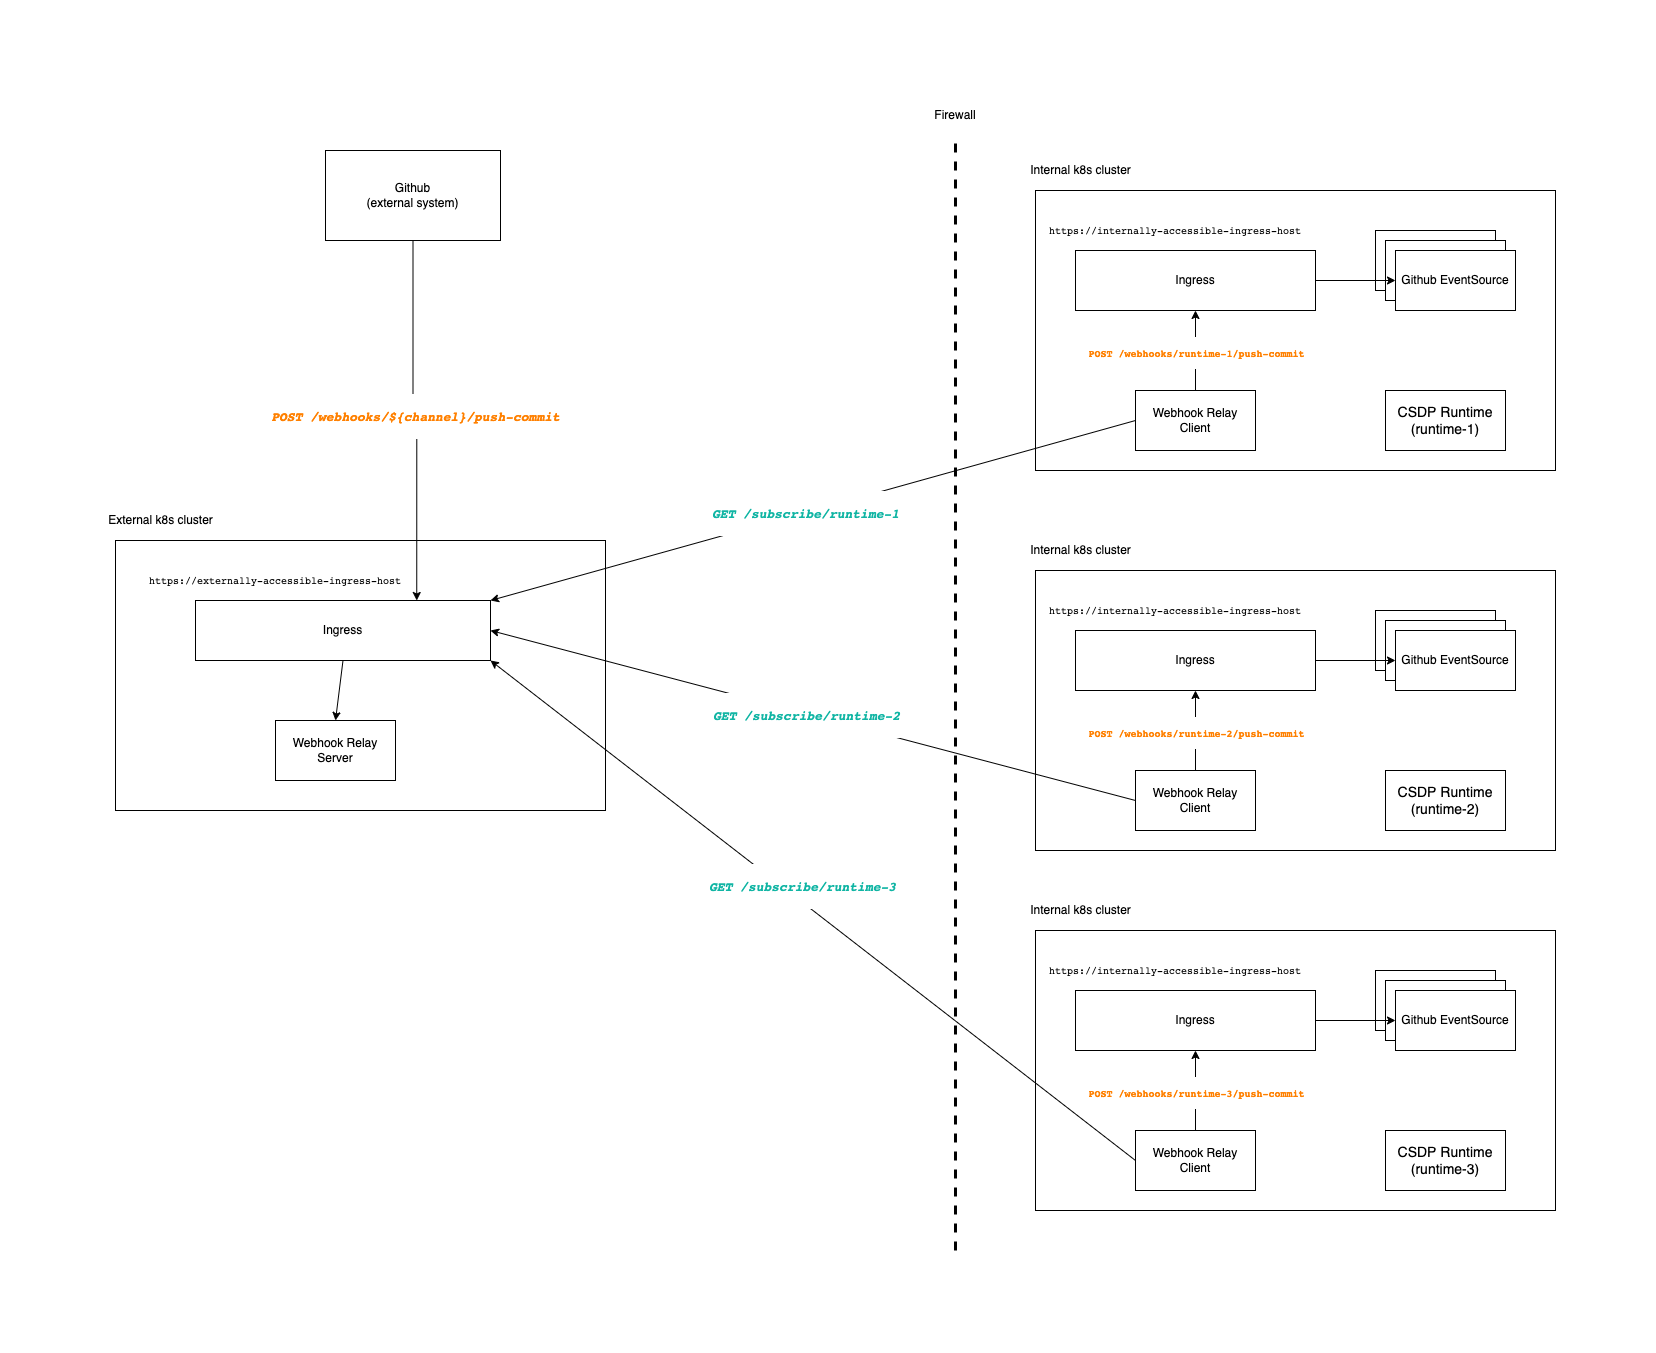 Firewall
Github
(external system)
POST /webhooks/${channel}/push-commit
External k8s cluster
https://externally-accessible-ingress-host
Ingress
Webhook Relay
Server
GET /subscribe/runtime-1
GET /subscribe/runtime-2
GET /subscribe/runtime-3
Internal k8s cluster
https://internally-accessible-ingress-host
Ingress
Github EventSource
POST /webhooks/runtime-1/push-commit
Webhook Relay
Client
CSDP Runtime
(runtime-1)
Internal k8s cluster
https://internally-accessible-ingress-host
Ingress
Github EventSource
POST /webhooks/runtime-2/push-commit
Webhook Relay
Client
CSDP Runtime
(runtime-2)
Internal k8s cluster
https://internally-accessible-ingress-host
Ingress
Github EventSource
POST /webhooks/runtime-3/push-commit
Webhook Relay
Client
CSDP Runtime
(runtime-3)